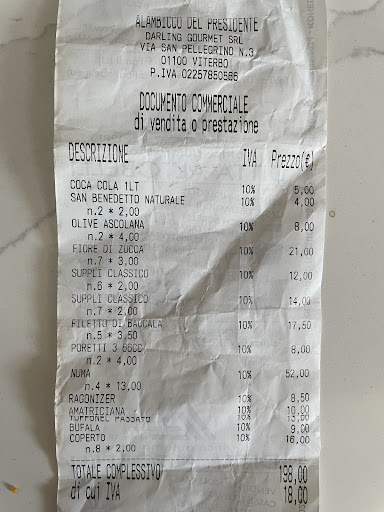 ALAMBICCO DEL PRESIDENTE
DARLING GOURMET SRL
VIA SAN PELLEGRINO N.3
01100 VITERBO
P.IVA 02257850566
DOCUMENTO COMMERCIALE
di vendita o prestazione
DESCRIZIONE IVA Prezzo(€)
COCA COLA 1LT 10% 5,00
SAN BENEDETTO NATURALE 10% 4,00
n.2 * 2,00
OLIVE ASCOLANA 10% 8,00
n.2 * 4,00
FIORE DI ZUCCA 10% 21,00
n.7 * 3,00
SUPPLI CLASSICO 10% 12,00
n.6 * 2,00
SUPPLI CLASSICO 10% 14,00
n.7 * 2,00
FILETTO DI BACCALA 10% 17,50
n.5 * 3,50
PORETTI 3 66CC 10% 8,00
n.2 * 4,00
NUMA 10% 52,00
n.4 * 13,00
RAGONIZER 10% 8,50
AMATRICIANA 10% 10,00
10% 13,00
BUFALA 10% 9,00
COPERTO 10% 16,00
n.8 * 2,00
TOTALE COMPLESSIVO 198,00
di cui IVA 18,00